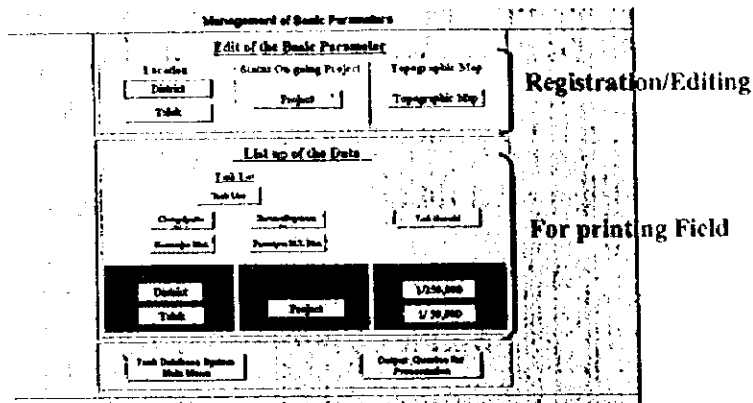 Management of Basic Parameters
Edit of the Basic Parameter
Location
Status On-going Project
Topographic Map
District
Project
Topographic Map
Taluk
Registration/Editing
List up of the Data
Tank List
Tank List
For printing Field
District
Project
1/250,000
Taluk
1/ 50,000
Tank Database System
Main Menu
Output Queries for
Presentation